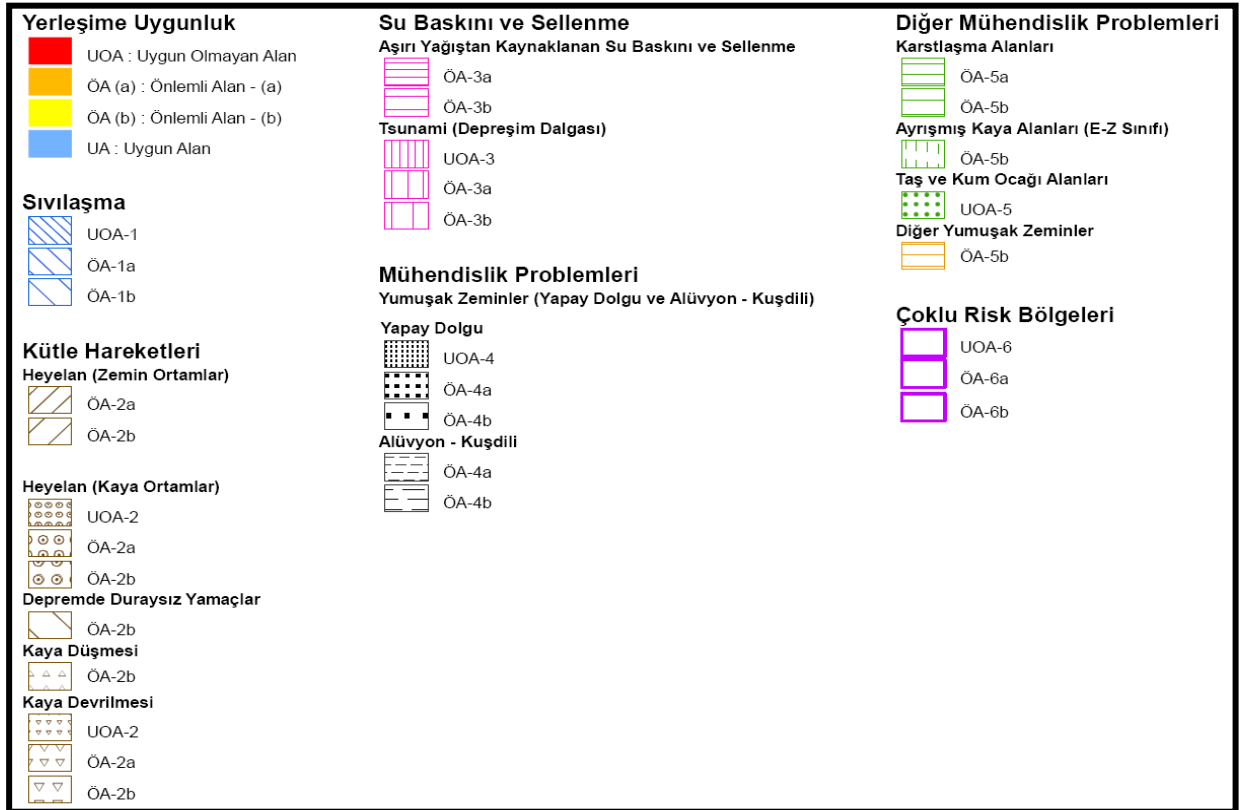 Yerleşime Uygunluk
UOA : Uygun Olmayan Alan
ÖA (a) : Önlemli Alan - (a)
ÖA (b) : Önlemli Alan - (b)
UA : Uygun Alan
Sıvılaşma
UOA-1
ÖA-1a
ÖA-1b
Kütle Hareketleri
Heyelan (Zemin Ortamlar)
ÖA-2a
ÖA-2b
Heyelan (Kaya Ortamlar)
UOA-2
ÖA-2a
ÖA-2b
Depremde Duraysız Yamaçlar
ÖA-2b
Kaya Düşmesi
ÖA-2b
Kaya Devrilmesi
UOA-2
ÖA-2a
ÖA-2b
Su Baskını ve Sellenme
Aşırı Yağıştan Kaynaklanan Su Baskını ve Sellenme
ÖA-3a
ÖA-3b
Tsunami (Depreşim Dalgası)
UOA-3
ÖA-3a
ÖA-3b
Mühendislik Problemleri
Yumuşak Zeminler (Yapay Dolgu ve Alüvyon - Kuşdili)
Yapay Dolgu
UOA-4
ÖA-4a
ÖA-4b
Alüvyon - Kuşdili
ÖA-4a
ÖA-4b
Diğer Mühendislik Problemleri
Karstlaşma Alanları
ÖA-5a
ÖA-5b
Ayrışmış Kaya Alanları (E-Z Sınıfı)
ÖA-5b
Taş ve Kum Ocağı Alanları
UOA-5
Diğer Yumuşak Zeminler
ÖA-5b
Çoklu Risk Bölgeleri
UOA-6
ÖA-6a
ÖA-6b